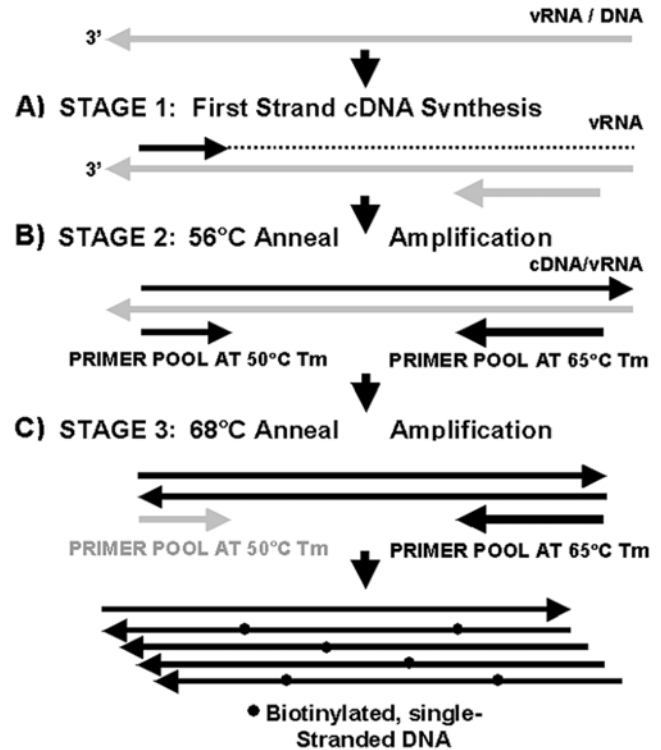 vRNA / DNA
3'
A) STAGE 1: First Strand cDNA Synthesis
vRNA
3'
B) STAGE 2: 56°C Anneal Amplification
cDNA/vRNA
PRIMER POOL AT 50°C Tm PRIMER POOL AT 65°C Tm
C) STAGE 3: 68°C Anneal Amplification
PRIMER POOL AT 50°C Tm PRIMER POOL AT 65°C Tm
Biotinylated, single-
Stranded DNA